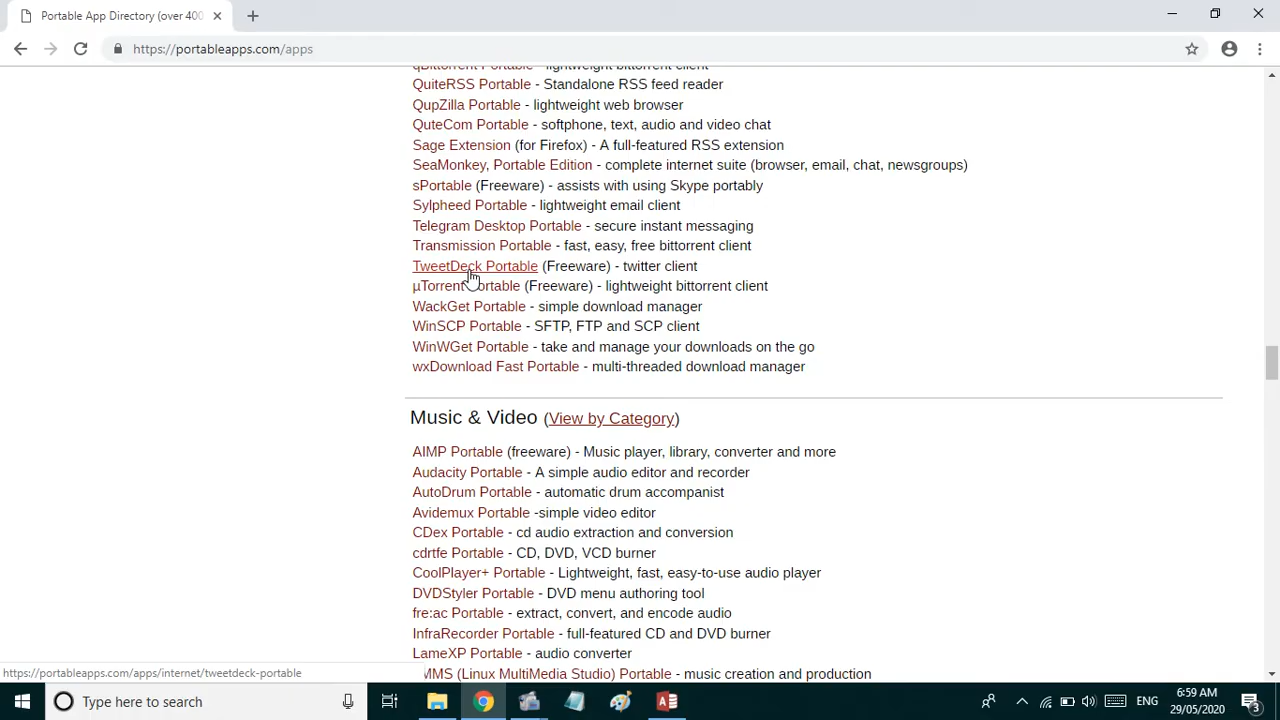 Portable App Directory (over 400
https://portableapps.com/apps
qBittorrent Portable - lightweight bittorrent client
QuiteRSS Portable - Standalone RSS feed reader
QupZilla Portable - lightweight web browser
QuteCom Portable - softphone, text, audio and video chat
Sage Extension (for Firefox) - A full-featured RSS extension
SeaMonkey, Portable Edition - complete internet suite (browser, email, chat, newsgroups)
sPortable (Freeware) - assists with using Skype portably
Sylpheed Portable - lightweight email client
Telegram Desktop Portable - secure instant messaging
Transmission Portable - fast, easy, free bittorrent client
TweetDeck Portable (Freeware) - twitter client
µTorrent Portable (Freeware) - lightweight bittorrent client
WackGet Portable - simple download manager
WinSCP Portable - SFTP, FTP and SCP client
WinWGet Portable - take and manage your downloads on the go
wxDownload Fast Portable - multi-threaded download manager
Music & Video (View by Category)
AIMP Portable (freeware) - Music player, library, converter and more
Audacity Portable - A simple audio editor and recorder
AutoDrum Portable - automatic drum accompanist
Avidemux Portable -simple video editor
CDex Portable - cd audio extraction and conversion
cdrtfe Portable - CD, DVD, VCD burner
CoolPlayer+ Portable - Lightweight, fast, easy-to-use audio player
DVDStyler Portable - DVD menu authoring tool
fre:ac Portable - extract, convert, and encode audio
InfraRecorder Portable - full-featured CD and DVD burner
LameXP Portable - audio converter
MMS (Linux MultiMedia Studio) Portable - music creation and production
https://portableapps.com/apps/internet/tweetdeck-portable
Type here to search
ENG
6:59 AM
29/05/2020
3